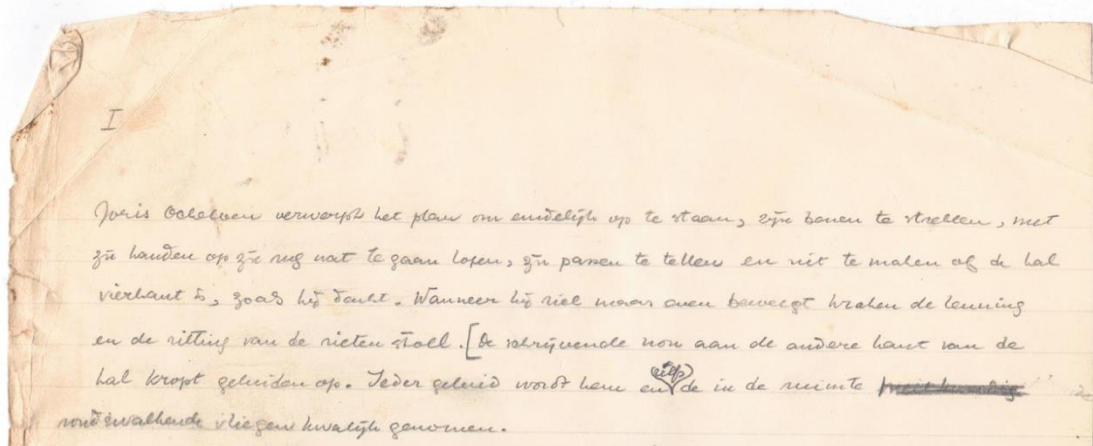 I
Joris Ockeloen verwerpt het plan om eindelijk op te staan, zijn benen te strekken, met
zijn handen op zijn rug wat te gaan lopen, zijn passen te tellen en uit te maken of de hal
vierkant is, zoals hij dacht. Wanneer hij zich maar even beweegt kraken de leuning
en de zitting van de rieten stoel. [De schrijvende non aan de andere kant van de
hal kropt geluiden op. Ieder geluid wordt hem en de in de ruimte
rondzwalkende vliegen kwalijk genomen.